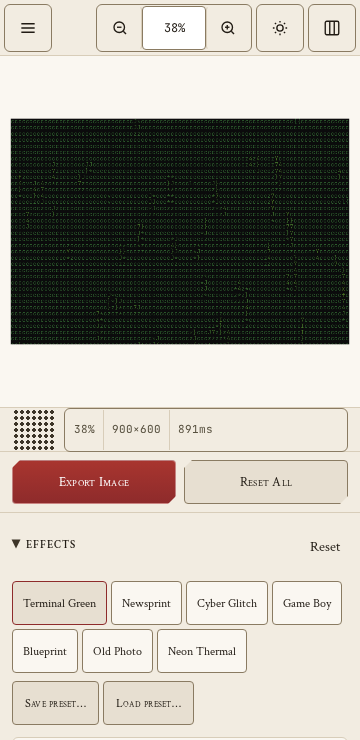 38%
38% 900×600 891ms
Export Image Reset All
▼ EFFECTS Reset
Terminal Green Newsprint Cyber Glitch Game Boy
Blueprint Old Photo Neon Thermal
Save preset... Load preset...